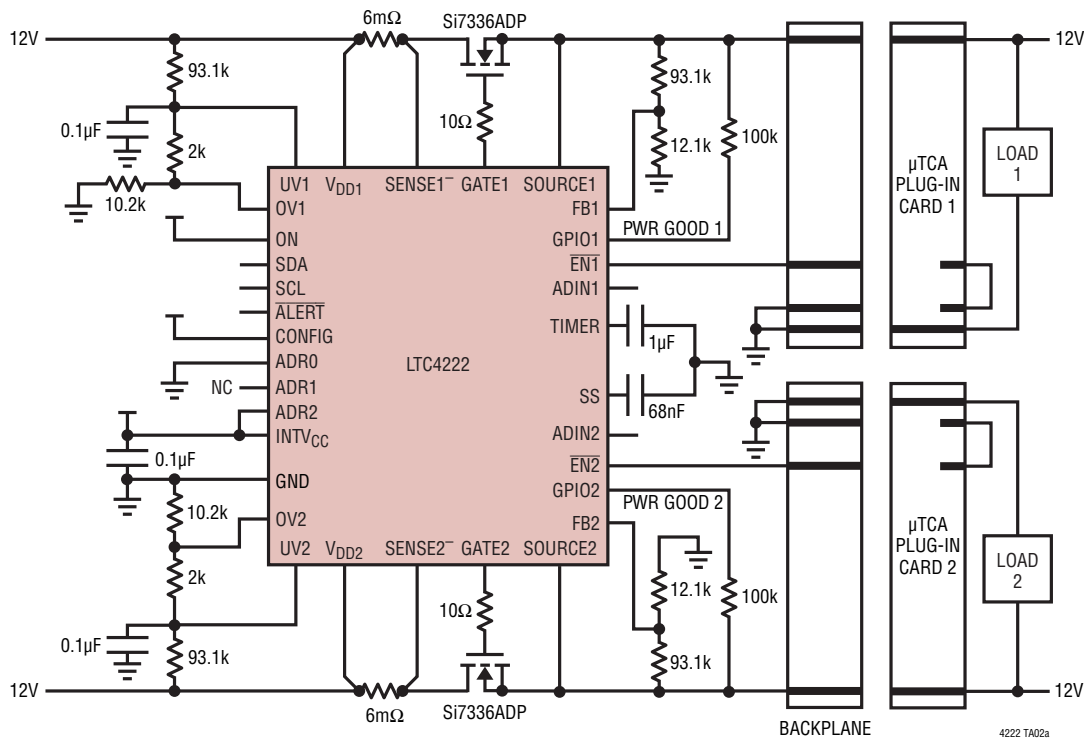 6mΩ
Si7336ADP
12V
12V
93.1k
93.1k
0.1µF
10Ω
100k
2k
12.1k
LOAD 1
µTCA PLUG-IN CARD 1
10.2k
UV1
VDD1
SENSE1⁻
GATE1
SOURCE1
OV1
FB1
PWR GOOD 1
ON
GPIO1
SDA
EN1
SCL
ADIN1
ALERT
TIMER
CONFIG
1µF
ADR0
LTC4222
NC
ADR1
SS
ADR2
68nF
INTVCC
ADIN2
0.1µF
EN2
GND
GPIO2
PWR GOOD 2
10.2k
OV2
FB2
µTCA PLUG-IN CARD 2
UV2
VDD2
SENSE2⁻
GATE2
SOURCE2
LOAD 2
2k
12.1k
10Ω
100k
0.1µF
93.1k
93.1k
12V
12V
6mΩ
Si7336ADP
BACKPLANE
4222 TA02a